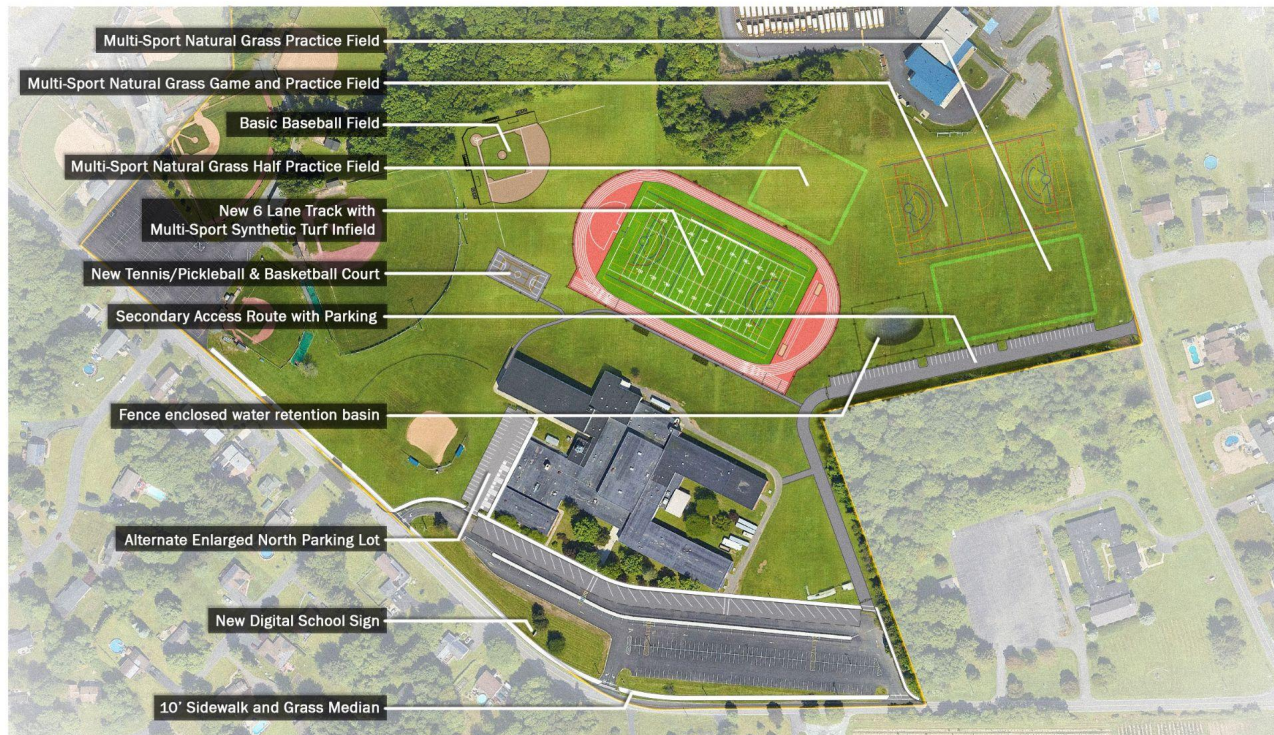 Multi-Sport Natural Grass Practice Field
Multi-Sport Natural Grass Game and Practice Field
Basic Baseball Field
Multi-Sport Natural Grass Half Practice Field
New 6 Lane Track with
Multi-Sport Synthetic Turf Infield
New Tennis/Pickleball & Basketball Court
Secondary Access Route with Parking
Fence enclosed water retention basin
Alternate Enlarged North Parking Lot
New Digital School Sign
10' Sidewalk and Grass Median